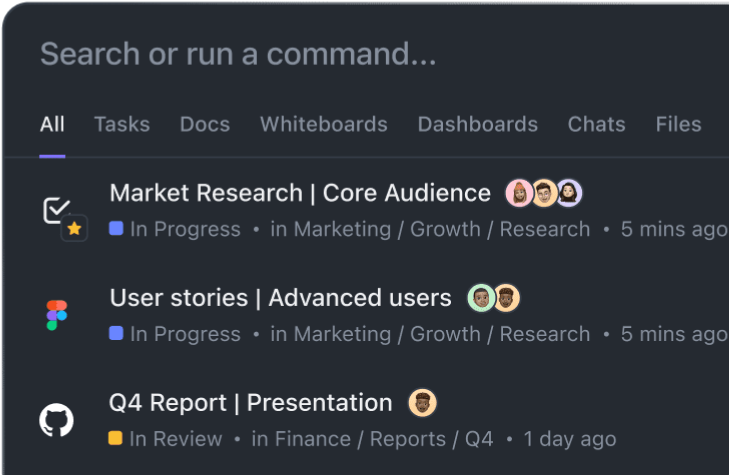 Search or run a command...
All Tasks Docs Whiteboards Dashboards Chats Files
Market Research | Core Audience
In Progress • in Marketing / Growth / Research • 5 mins ago
User stories | Advanced users
In Progress • in Marketing / Growth / Research • 5 mins ago
Q4 Report | Presentation
In Review • in Finance / Reports / Q4 • 1 day ago